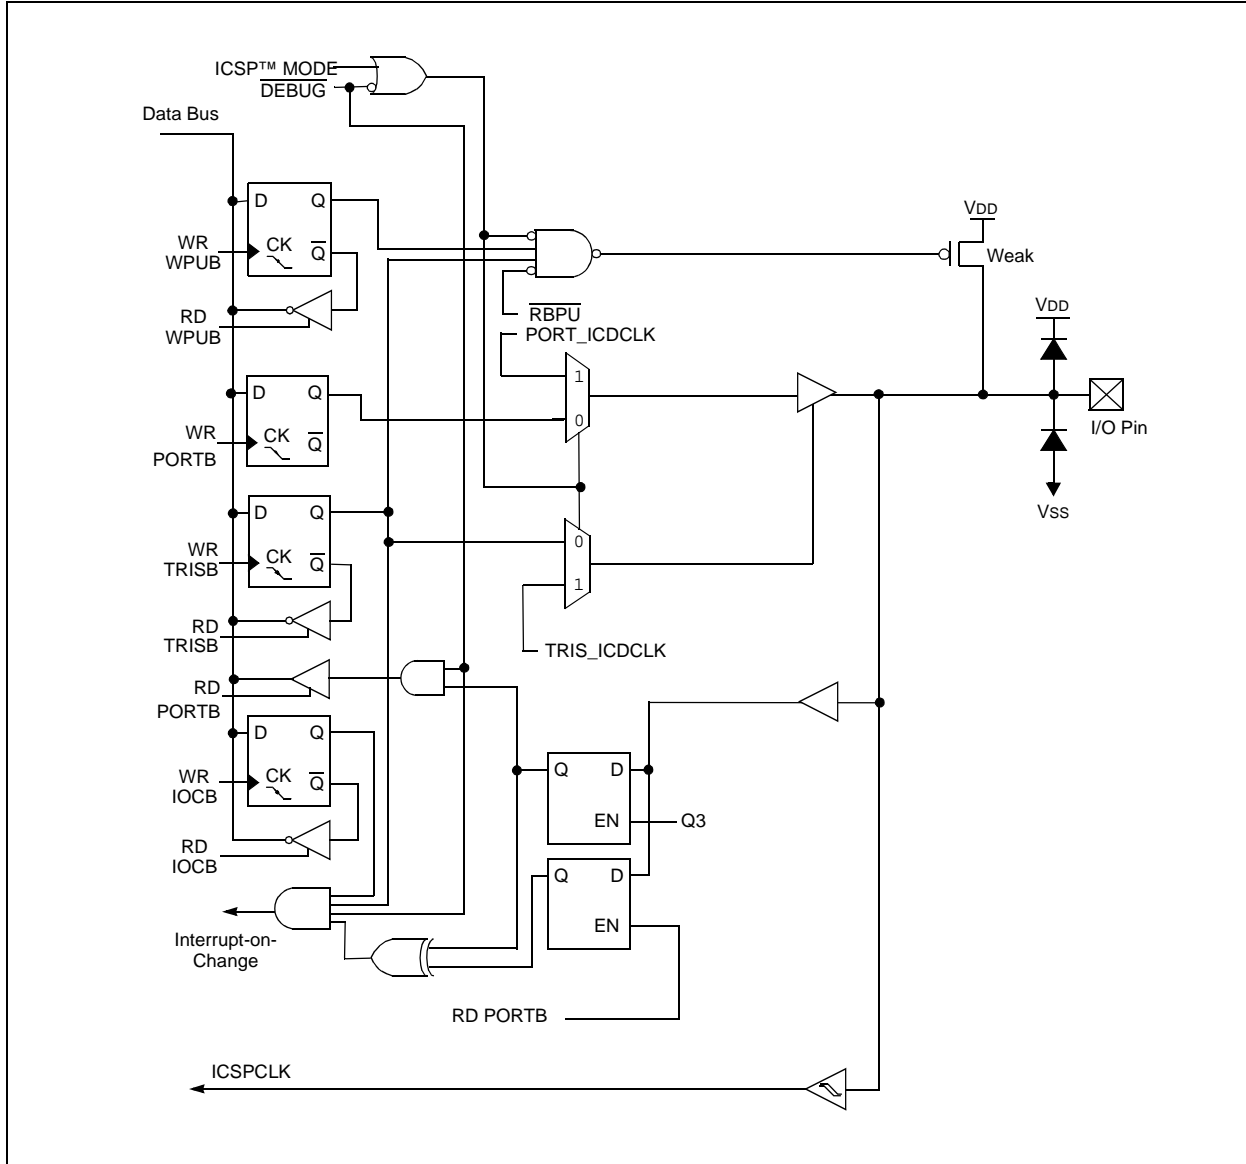 ICSP™ MODE
DEBUG
Data Bus
D Q
WR
WPUB
CK Q
RD
WPUB
RBPU
VDD
Weak
PORT_ICDCLK
VDD
1
D Q
0
WR
PORTB
CK Q
I/O Pin
VSS
D Q
0
WR
TRISB
CK Q
1
RD
TRISB
TRIS_ICDCLK
RD
PORTB
D Q
WR
IOCB
CK Q
Q D
EN
Q3
RD
IOCB
Q D
EN
Interrupt-on-
Change
RD PORTB
ICSPCLK